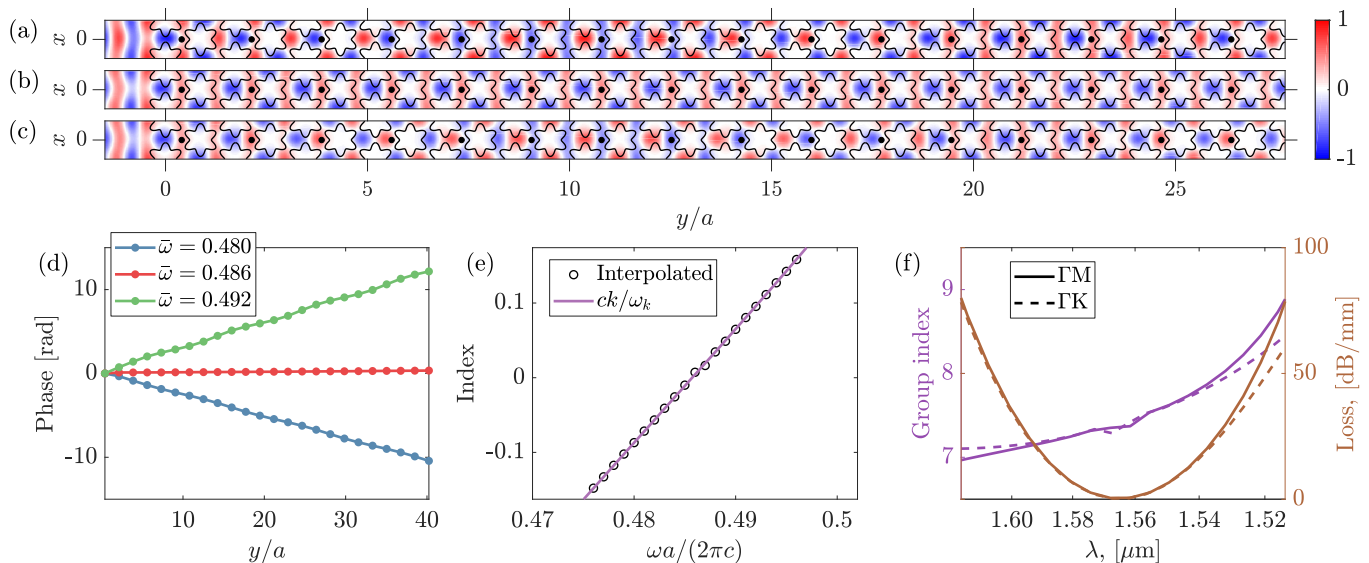 (a) x 0
(b) x 0
(c) x 0
1
0
-1
0 5 10 15 20 25
y/a
(d)
ω̄ = 0.480
ω̄ = 0.486
ω̄ = 0.492
Phase [rad]
10
0
-10
10 20 30 40
y/a
(e)
Interpolated
ck/ω_k
Index
0.1
0
-0.1
0.47 0.48 0.49 0.5
ωa/(2πc)
(f)
ΓM
ΓK
Group index
9
8
7
100
50
0
Loss, [dB/mm]
1.60 1.58 1.56 1.54 1.52
λ, [μm]